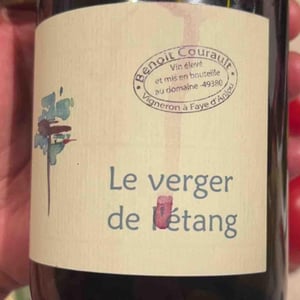 Benoit Courault
Vin élevé
et mis en bouteille
au domaine -49380
Vigneron à Faye d'Anjou
Le verger
de l'étang